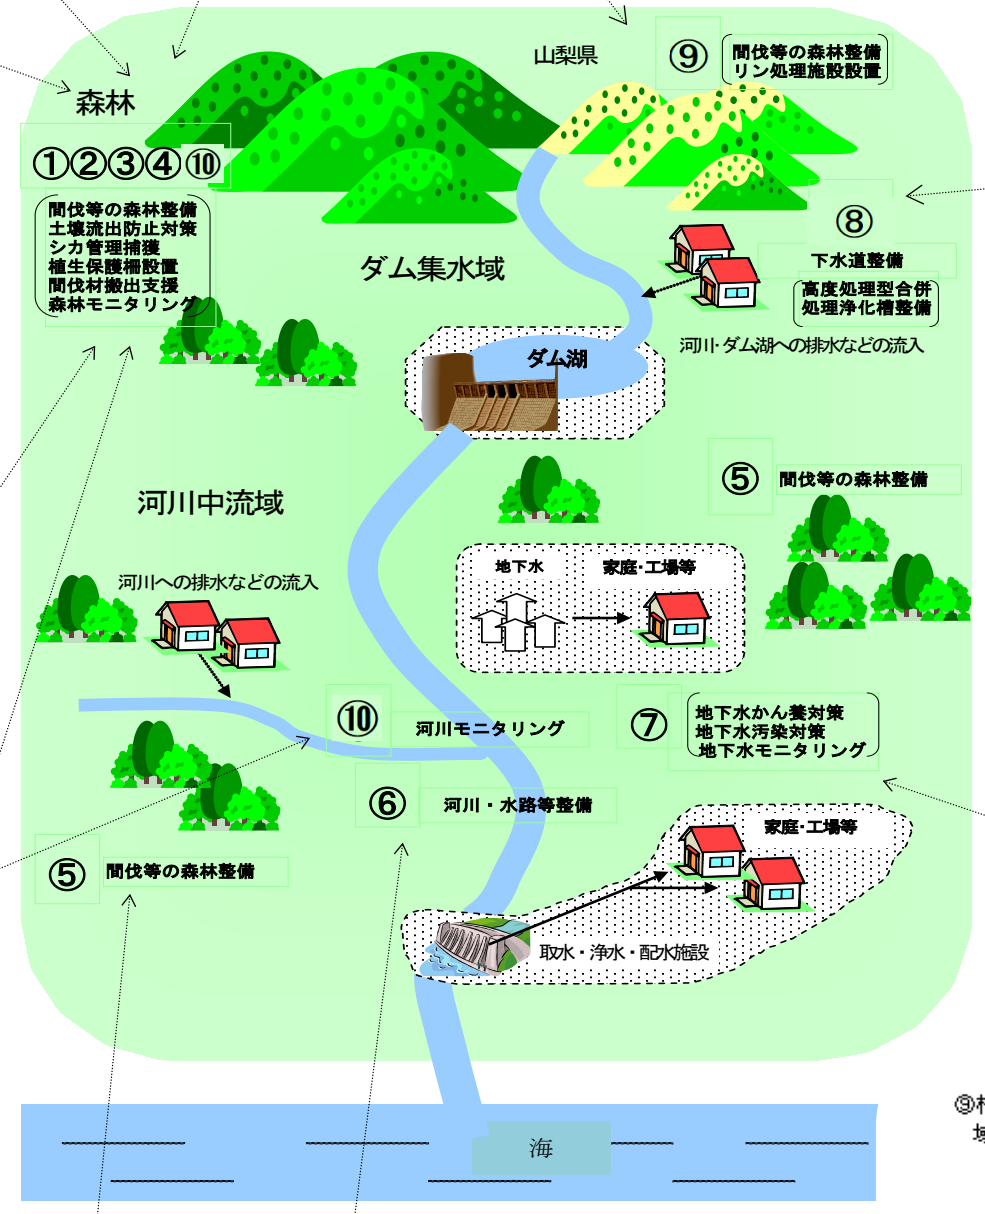 山梨県
⑨
間伐等の森林整備
リン処理施設設置
森林
①②③④⑩
間伐等の森林整備
土壌流出防止対策
シカ管理捕獲
植生保護柵設置
間伐材搬出支援
森林モニタリング
⑧
下水道整備
高度処理型合併
処理浄化槽整備
ダム集水域
河川・ダム湖への排水などの流入
ダム湖
⑤
間伐等の森林整備
河川中流域
地下水
家庭・工場等
河川への排水などの流入
⑩
河川モニタリング
⑦
地下水かん養対策
地下水汚染対策
地下水モニタリング
⑥
河川・水路等整備
家庭・工場等
⑤
間伐等の森林整備
取水・浄水・配水施設
海
⑨